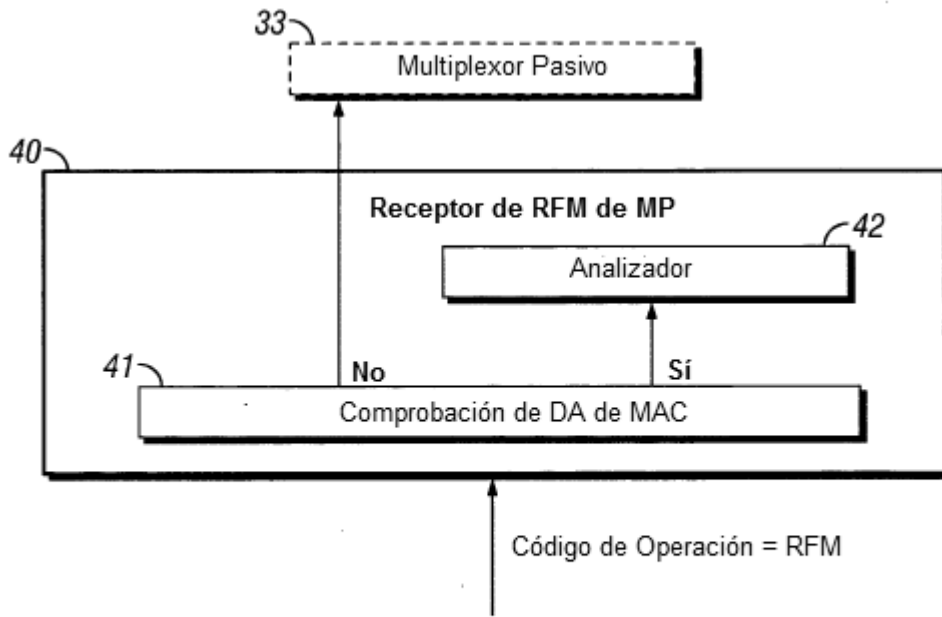 33
Multiplexor Pasivo
40
Receptor de RFM de MP
42
Analizador
41
No
Sí
Comprobación de DA de MAC
Código de Operación = RFM